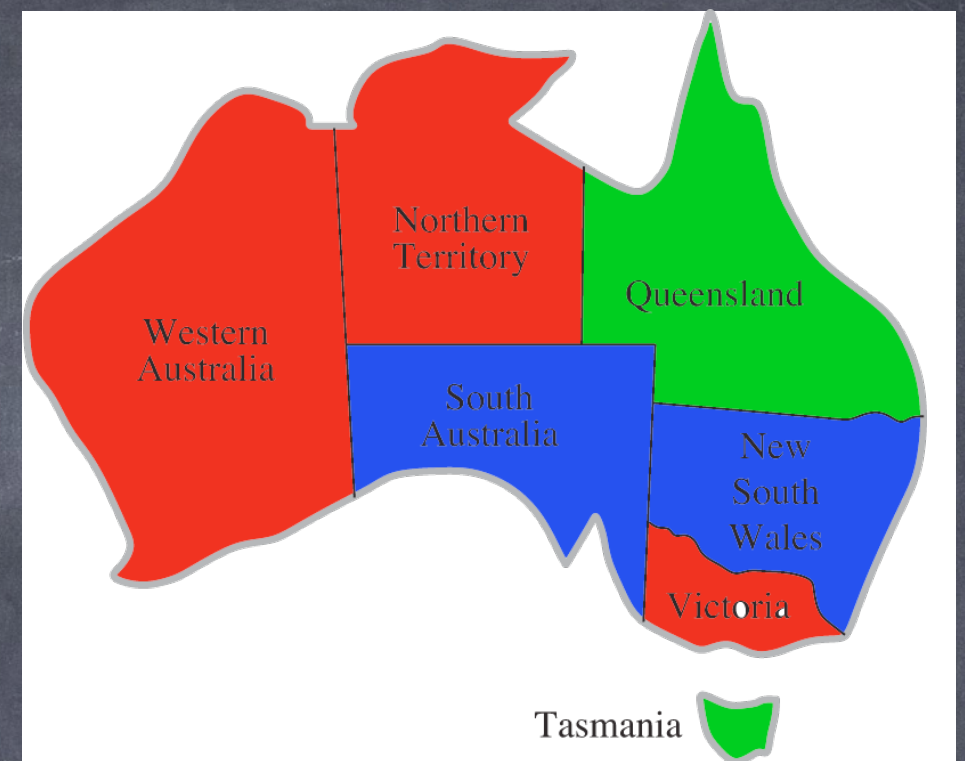 Northern
Territory
Queensland
Western
Australia
South
Australia
New
South
Wales
Victoria
Tasmania